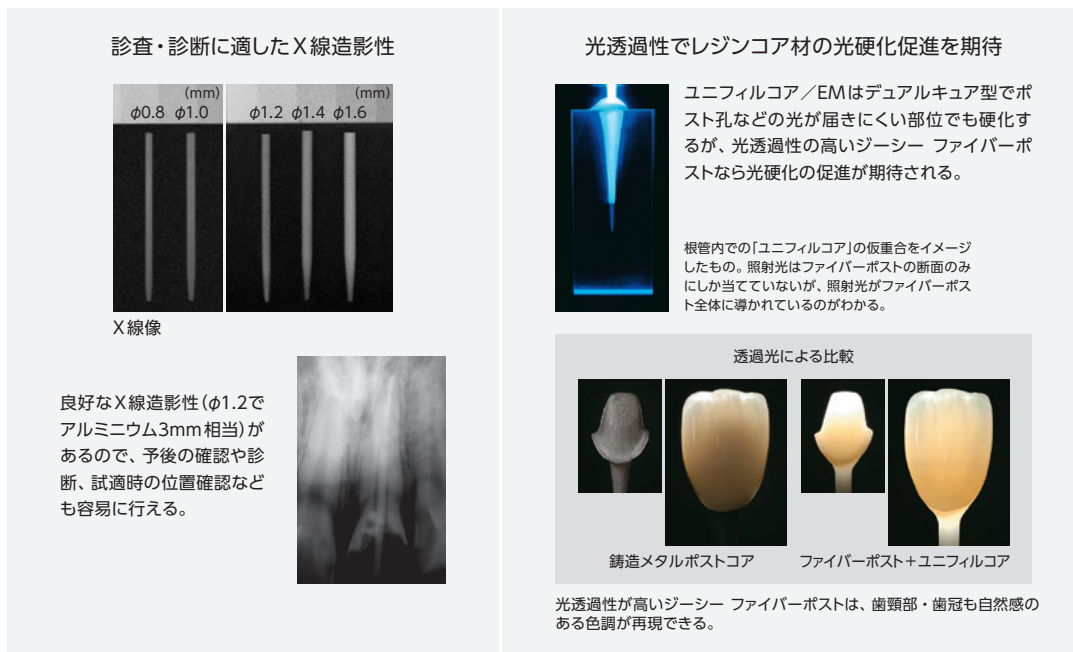 診査・診断に適したX線造影性
(mm)
φ0.8 φ1.0
(mm)
φ1.2 φ1.4 φ1.6
X線像
良好なX線造影性(φ1.2で
アルミニウム3mm相当)が
あるので、予後の確認や診
断、試適時の位置確認など
も容易に行える。
光透過性でレジンコア材の光硬化促進を期待
ユニフィルコア/EMはデュアルキュア型でポ
スト孔などの光が届きにくい部位でも硬化す
るが、光透過性の高いジーシー ファイバーポ
ストなら光硬化の促進が期待される。
根管内での「ユニフィルコア」の仮重合をイメージ
したもの。照射光はファイバーポストの断面のみ
にしか当てていないが、照射光がファイバーポス
ト全体に導かれているのがわかる。
透過光による比較
鋳造メタルポストコア
ファイバーポスト+ユニフィルコア
光透過性が高いジーシー ファイバーポストは、歯頸部・歯冠も自然感の
ある色調が再現できる。